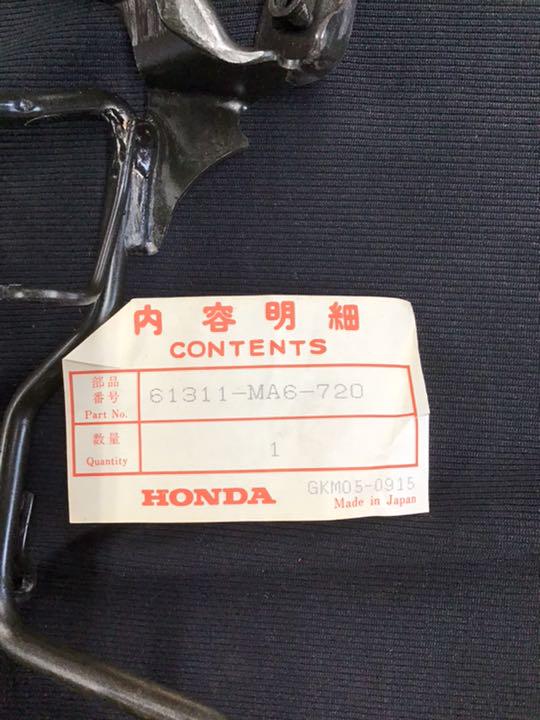 内容明細
CONTENTS
部品
番号
Part No.
61311-MA6-720
数量
Quantity
1
HONDA
GKM05-0915
Made in Japan